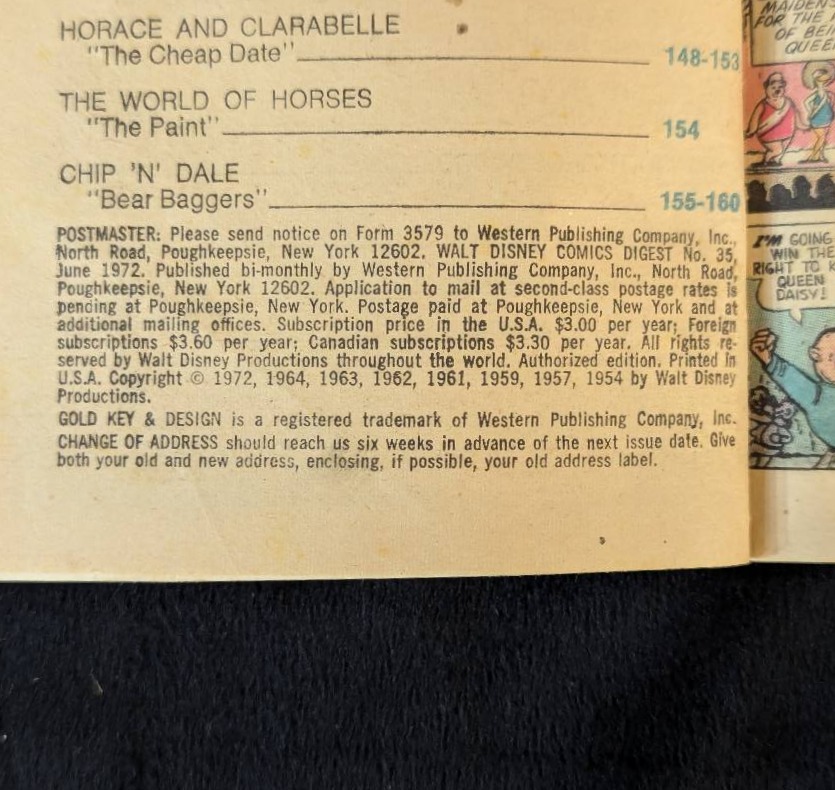 HORACE AND CLARABELLE
"The Cheap Date" 148-153
THE WORLD OF HORSES
"The Paint" 154
CHIP 'N' DALE
"Bear Baggers" 155-160
POSTMASTER: Please send notice on Form 3579 to Western Publishing Company, Inc.,
North Road, Poughkeepsie, New York 12602. WALT DISNEY COMICS DIGEST No. 35,
June 1972. Published bi-monthly by Western Publishing Company, Inc., North Road,
Poughkeepsie, New York 12602. Application to mail at second-class postage rates is
pending at Poughkeepsie, New York. Postage paid at Poughkeepsie, New York and at
additional mailing offices. Subscription price in the U.S.A. $3.00 per year; Foreign
subscriptions $3.60 per year; Canadian subscriptions $3.30 per year. All rights re-
served by Walt Disney Productions throughout the world. Authorized edition. Printed in
U.S.A. Copyright © 1972, 1964, 1963, 1962, 1961, 1959, 1957, 1954 by Walt Disney
Productions.
GOLD KEY & DESIGN is a registered trademark of Western Publishing Company, Inc.
CHANGE OF ADDRESS should reach us six weeks in advance of the next issue date. Give
both your old and new address, enclosing, if possible, your old address label.
FOR THE
OF
I'M GOING
WIN THE
RIGHT TO
QUEEN
DAISY!